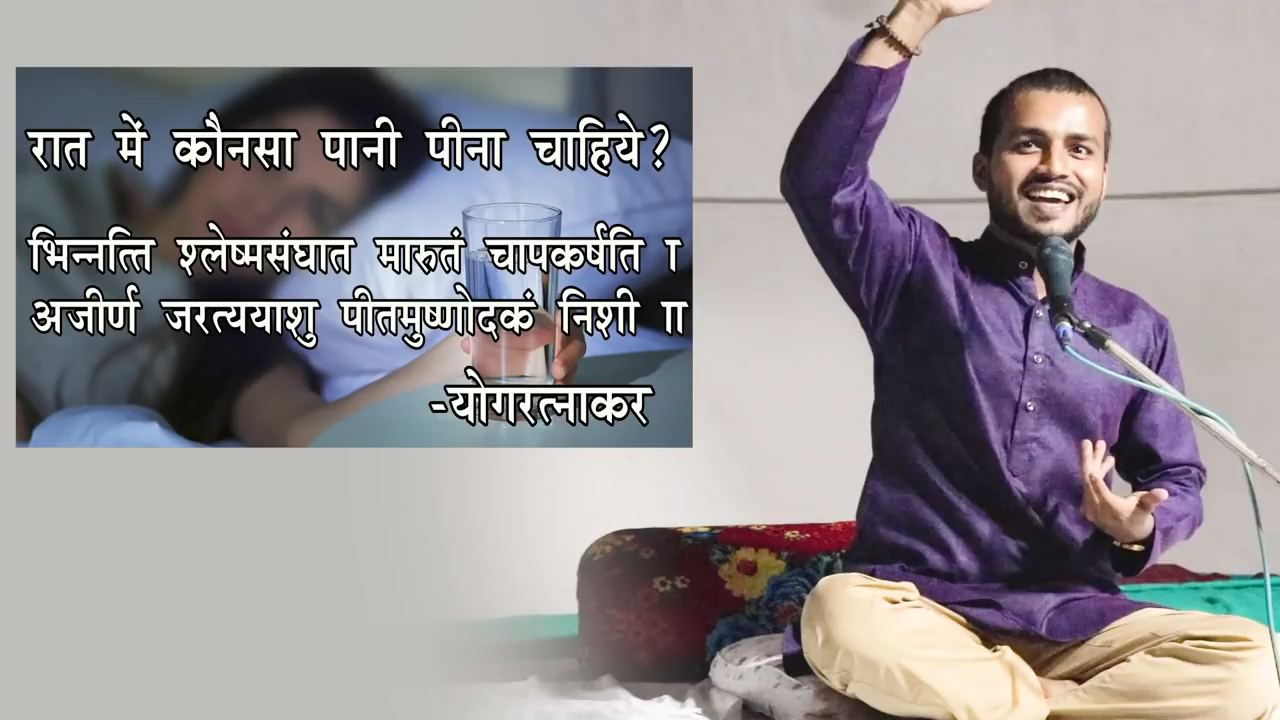 रात में कौनसा पानी पीना चाहिये?
भिन्नत्ति श्लेष्मसंघात मारुतं चापकर्षति ।
अजीर्ण जरत्ययाशु पीतमुष्णोदकं निशी ॥
-योगरत्नाकर